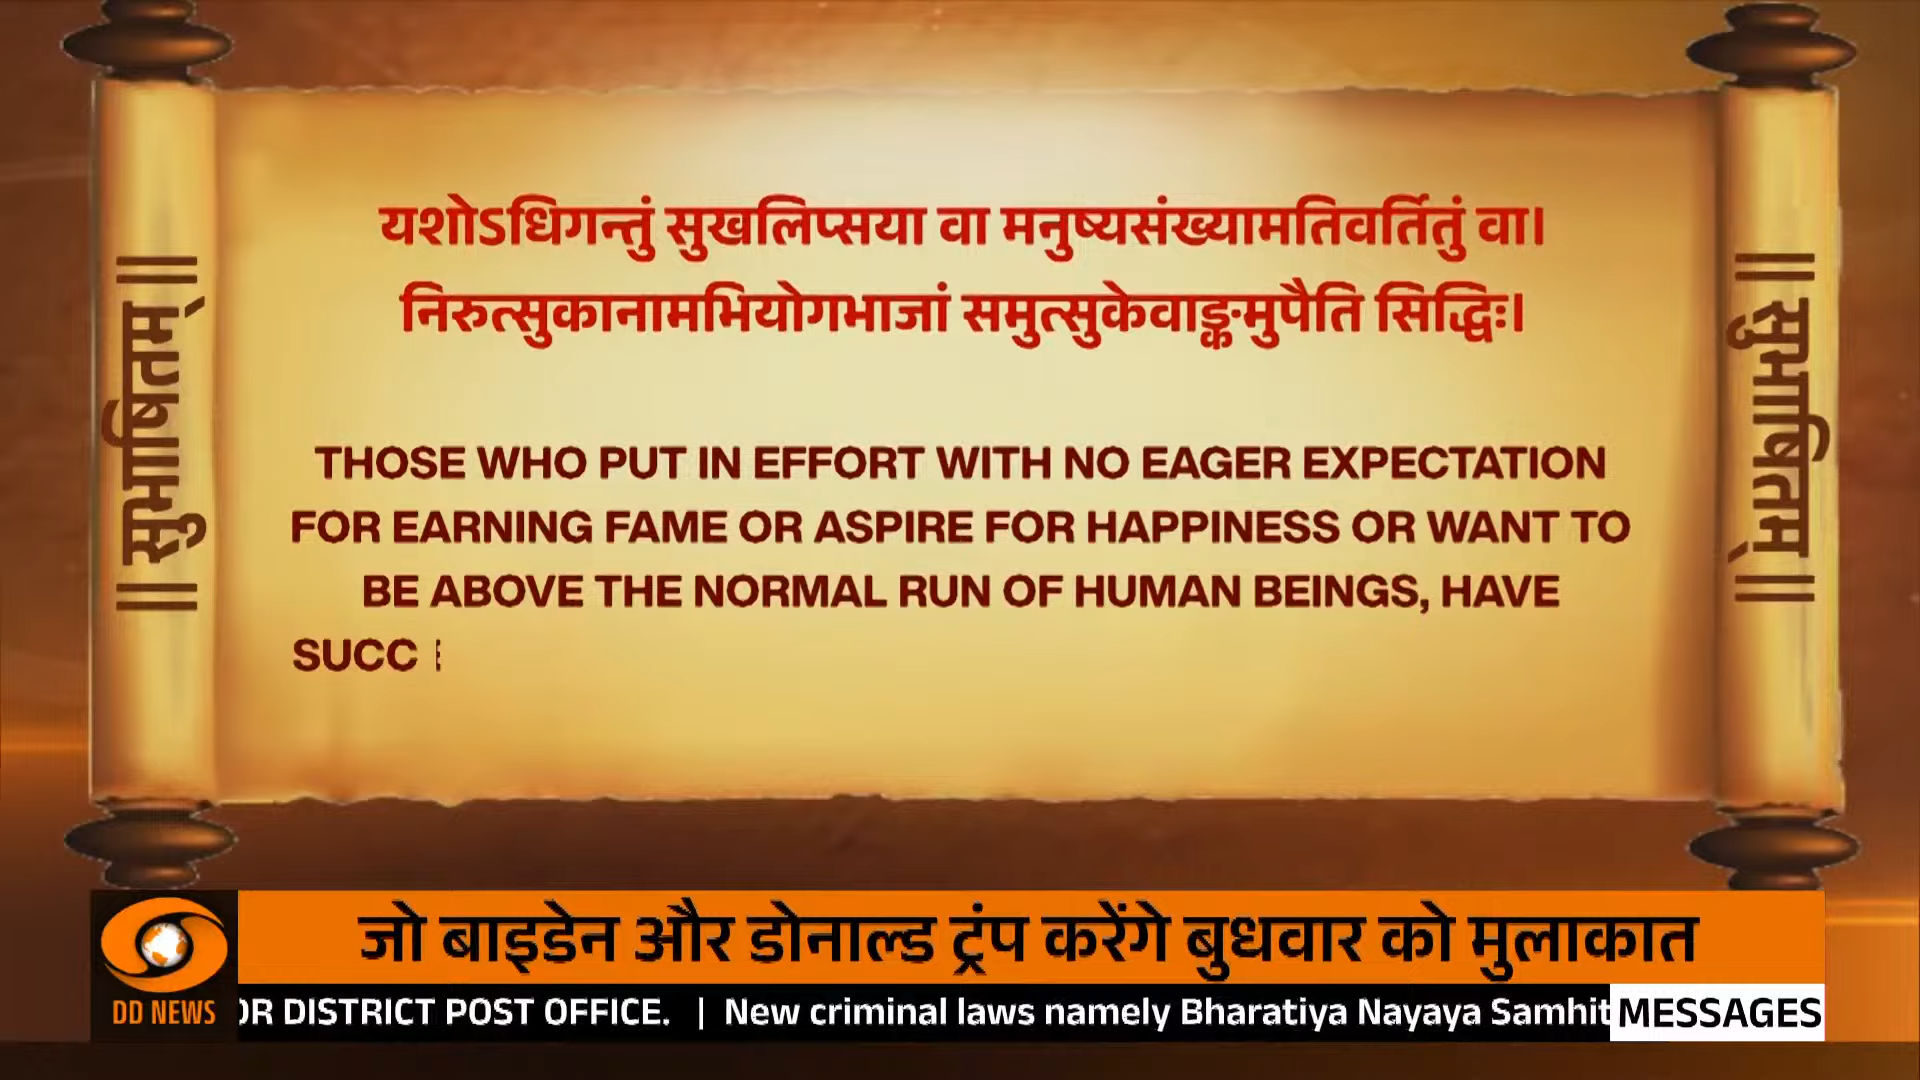 यशोऽधिगन्तुं सुखलिप्सया वा मनुष्यसंख्यामतिवर्तितुं वा।
निरुत्सुकानामभियोगभाजां समुत्सुकेवाङ्कमुपैति सिद्धिः।
THOSE WHO PUT IN EFFORT WITH NO EAGER EXPECTATION
FOR EARNING FAME OR ASPIRE FOR HAPPINESS OR WANT TO
BE ABOVE THE NORMAL RUN OF HUMAN BEINGS, HAVE
SUCC
॥ सुभाषितम् ॥
॥ सुभाषितम् ॥
जो बाइडेन और डोनाल्ड ट्रंप करेंगे बुधवार को मुलाकात
DD NEWS
OR DISTRICT POST OFFICE. | New criminal laws namely Bharatiya Nayaya Samhit
MESSAGES